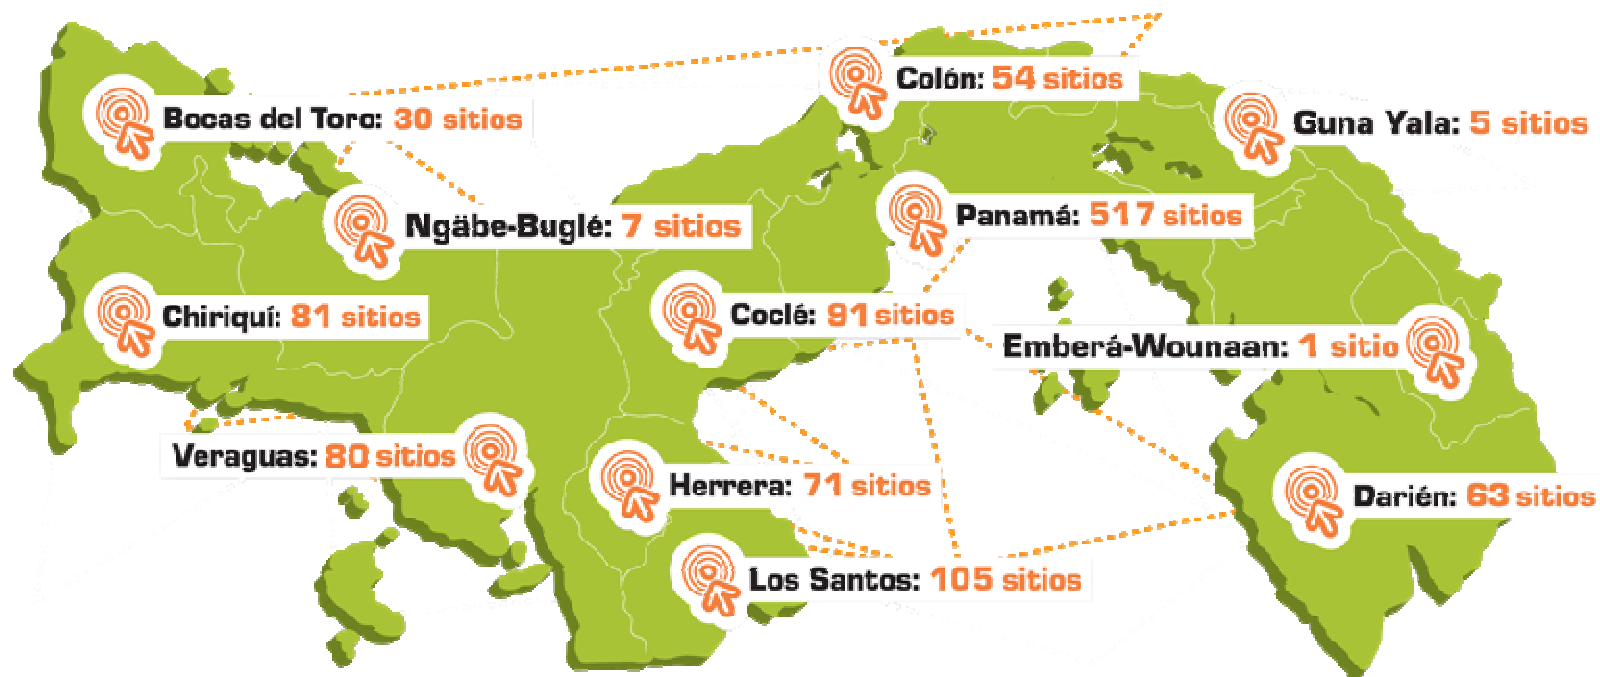 Colón: 54 sitios
Bocas del Toro: 30 sitios
Guna Yala: 5 sitios
Ngäbe-Buglé: 7 sitios
Panamá: 517 sitios
Chiriquí: 81 sitios
Coclé: 91 sitios
Emberá-Wounaan: 1 sitio
Veraguas: 80 sitios
Herrera: 71 sitios
Darién: 63 sitios
Los Santos: 105 sitios